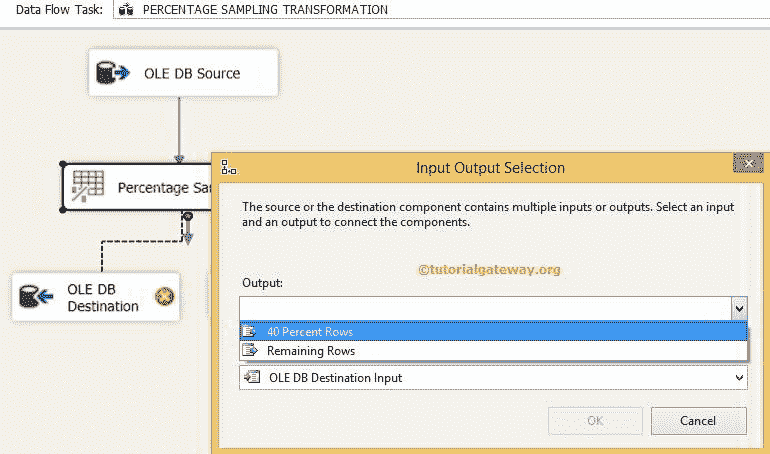 Data Flow Task: PERCENTAGE SAMPLING TRANSFORMATION
OLE DB Source
Percentage Sa
OLE DB
Destination
Input Output Selection
The source or the destination component contains multiple inputs or outputs. Select an input
and an output to connect the components.
©tutorialgateway.org
Output:
40 Percent Rows
Remaining Rows
OLE DB Destination Input
OK
Cancel